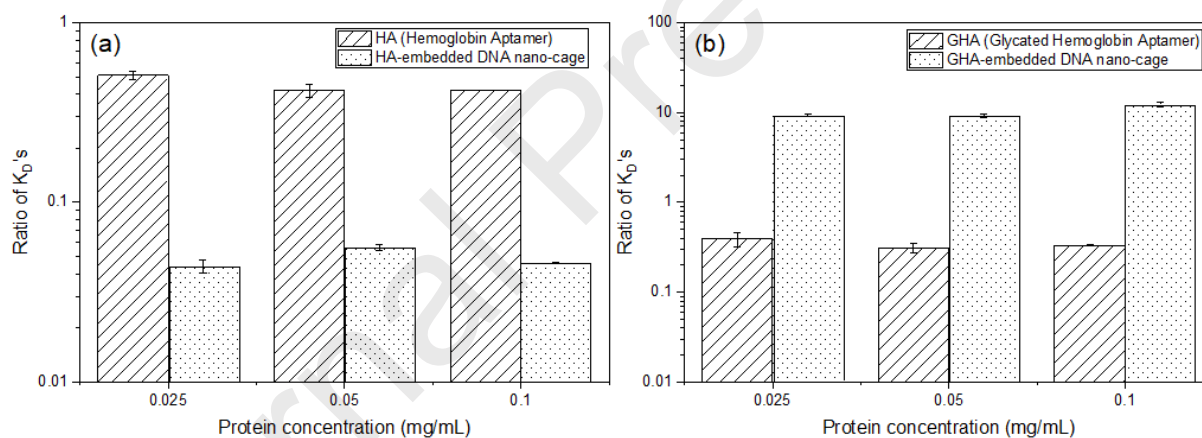 (a)
HA (Hemoglobin Aptamer)
HA-embedded DNA nano-cage
1
0.1
0.01
Ratio of K_D's
0.025 0.05 0.1
Protein concentration (mg/mL)
(b)
GHA (Glycated Hemoglobin Aptamer)
GHA-embedded DNA nano-cage
100
10
1
0.1
0.01
Ratio of K_D's
0.025 0.05 0.1
Protein concentration (mg/mL)
rnal Pre